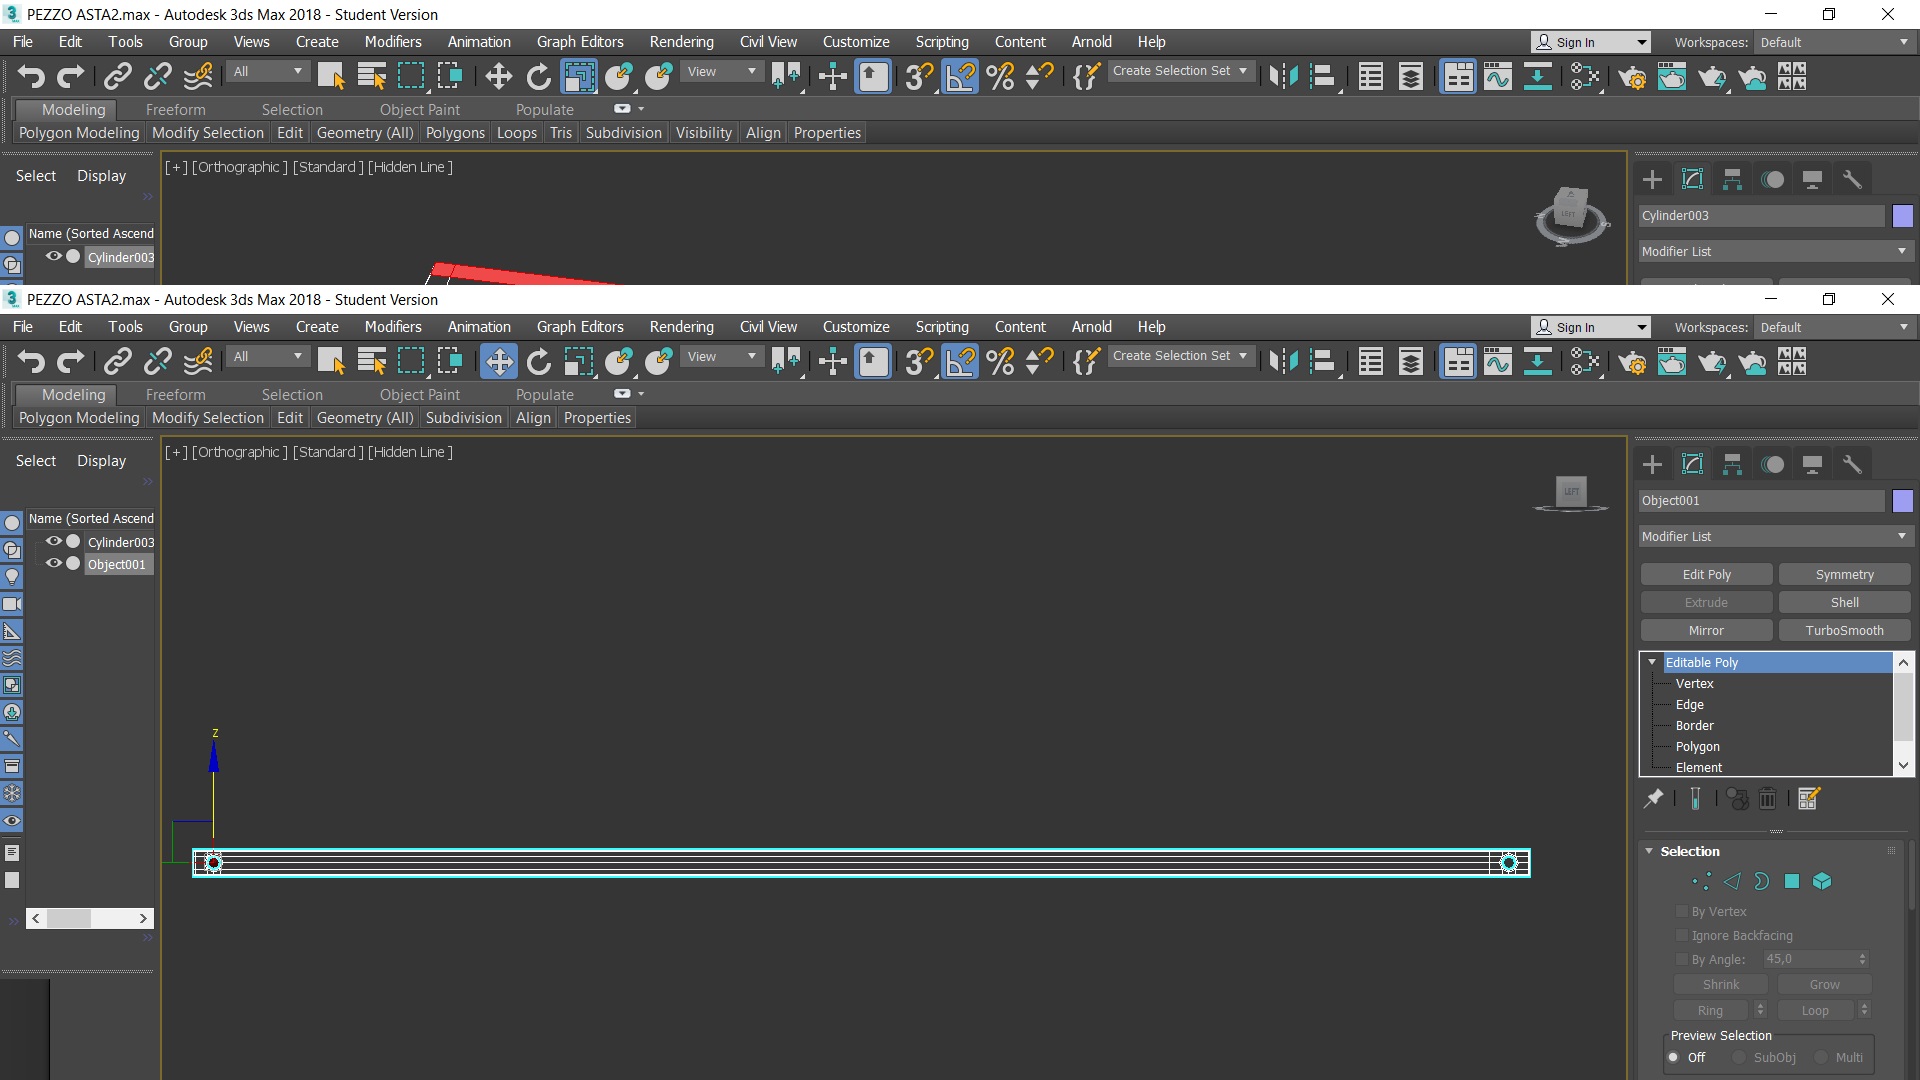 PEZZO ASTA2.max - Autodesk 3ds Max 2018 - Student Version
File Edit Tools Group Views Create Modifiers Animation Graph Editors Rendering Civil View Customize Scripting Content Arnold Help Sign In Workspaces: Default
All View Create Selection Set
Modeling Freeform Selection Object Paint Populate
Polygon Modeling Modify Selection Edit Geometry (All) Polygons Loops Tris Subdivision Visibility Align Properties
Select Display
[+] [Orthographic ] [Standard ] [Hidden Line ]
LEFT
Cylinder003
Name (Sorted Ascend
Modifier List
Cylinder003
PEZZO ASTA2.max - Autodesk 3ds Max 2018 - Student Version
File Edit Tools Group Views Create Modifiers Animation Graph Editors Rendering Civil View Customize Scripting Content Arnold Help Sign In Workspaces: Default
All View Create Selection Set
Modeling Freeform Selection Object Paint Populate
Polygon Modeling Modify Selection Edit Geometry (All) Subdivision Align Properties
Select Display
[+] [Orthographic ] [Standard ] [Hidden Line ]
LEFT
Object001
Name (Sorted Ascend
Modifier List
Cylinder003
Object001
Edit Poly Symmetry
Extrude Shell
Mirror TurboSmooth
Editable Poly
Vertex
Edge
Border
Polygon
Element
z
Selection
By Vertex
Ignore Backfacing
By Angle: 45,0
Shrink Grow
Ring Loop
Preview Selection
Off SubObj Multi